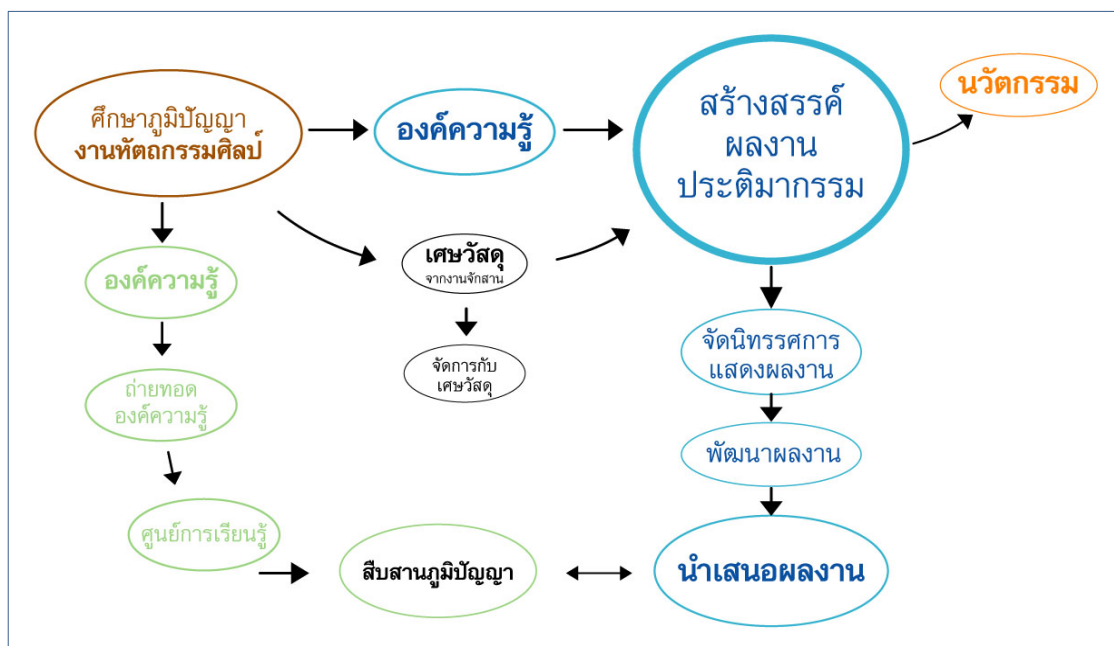 ศึกษาภูมิปัญญา
งานทัตถกรรมศิลป์
องค์ความรู้
สร้างสรรค์
ผลงาน
ประติมากรรม
นวัตกรรม
องค์ความรู้
เศษวัสดุ
จากงานจักสาน
จัดการกับ
เศษวัสดุ
จัดนิทรรศการ
แสดงผลงาน
ถ่ายทอด
องค์ความรู้
พัฒนาผลงาน
ศูนย์การเรียนรู้
สืบสานภูมิปัญญา
นำเสนอผลงาน